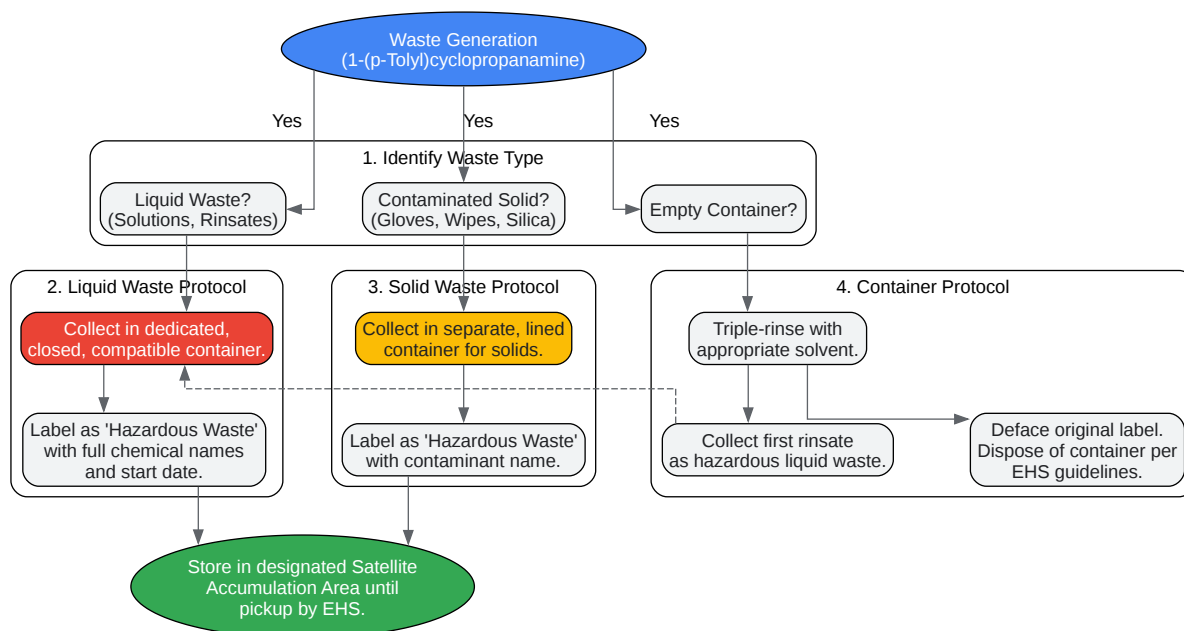 Waste Generation
(1-(p-Tolyl)cyclopropanamine)
Yes
Yes
Yes
1. Identify Waste Type
Liquid Waste?
(Solutions, Rinsates)
Contaminated Solid?
(Gloves, Wipes, Silica)
Empty Container?
2. Liquid Waste Protocol
Collect in dedicated,
closed, compatible container.
Label as 'Hazardous Waste'
with full chemical names
and start date.
3. Solid Waste Protocol
Collect in separate, lined
container for solids.
Label as 'Hazardous Waste'
with contaminant name.
4. Container Protocol
Triple-rinse with
appropriate solvent.
Collect first rinsate
as hazardous liquid waste.
Deface original label.
Dispose of container per
EHS guidelines.
Store in designated Satellite
Accumulation Area until
pickup by EHS.